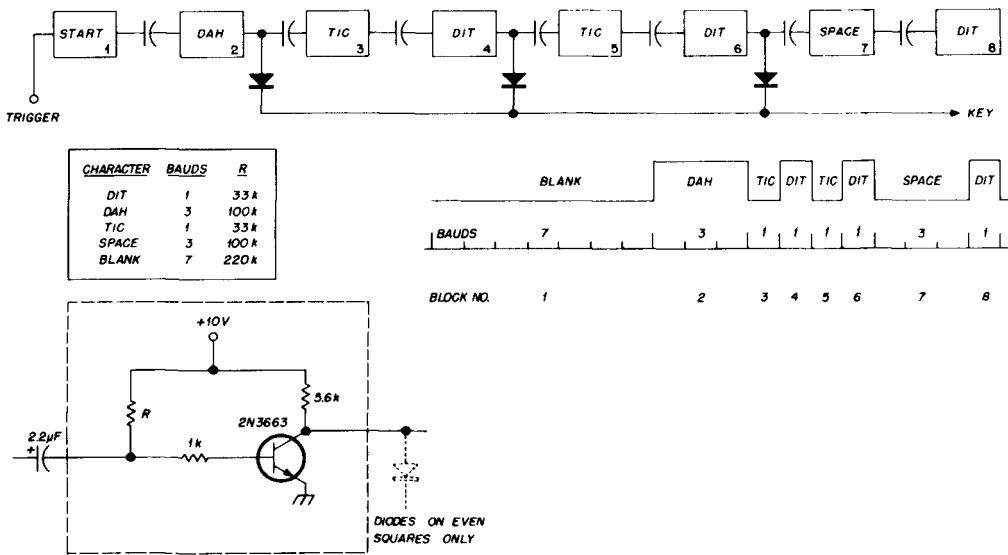 START 1 DAH 2 TIC 3 DIT 4 TIC 5 DIT 6 SPACE 7 DIT 8
TRIGGER
KEY
CHARACTER BAUDS R
DIT 1 33k
DAH 3 100k
TIC 1 33k
SPACE 3 100k
BLANK 7 220k
BLANK DAH TIC DIT TIC DIT SPACE DIT
BAUDS 7 3 1 1 1 1 3 1
BLOCK NO. 1 2 3 4 5 6 7 8
+10V
R
5.6k
2N3663
2.2μF
+
1k
DIODES ON EVEN
SQUARES ONLY